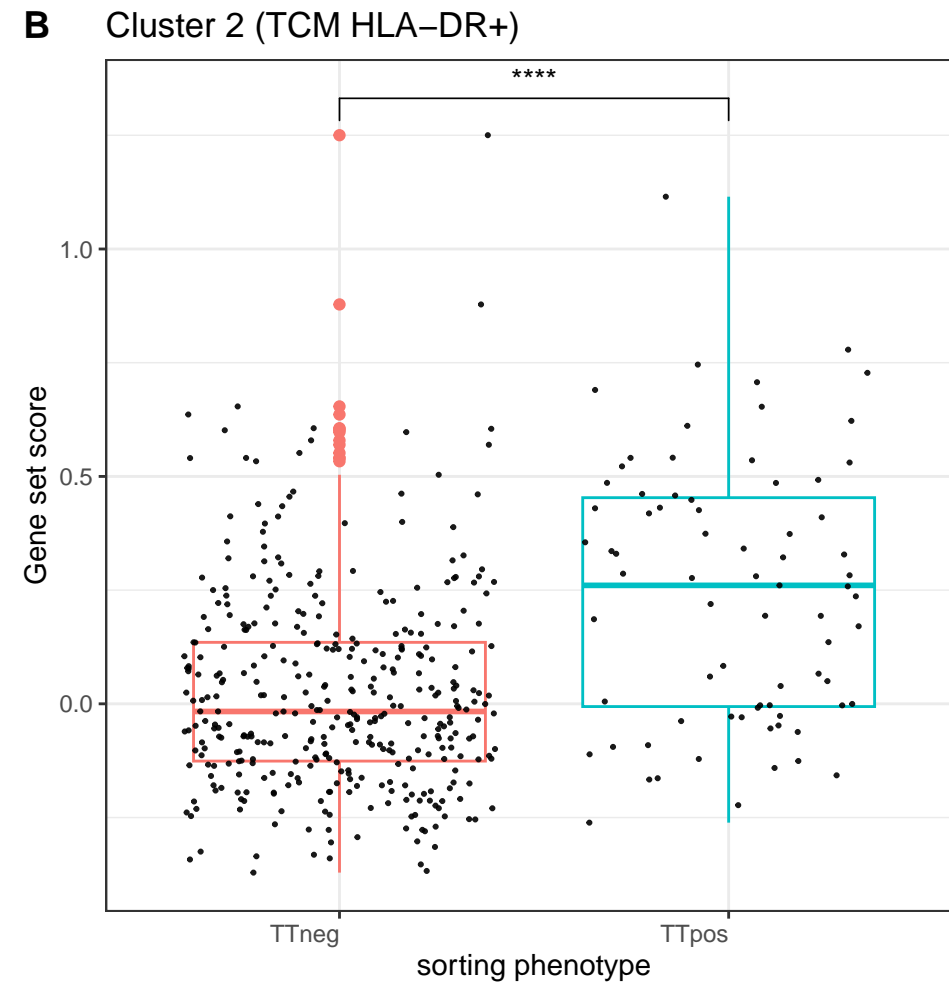 B
Cluster 2 (TCM HLA−DR+)
****
1.0
0.5
0.0
Gene set score
TTneg
TTpos
sorting phenotype